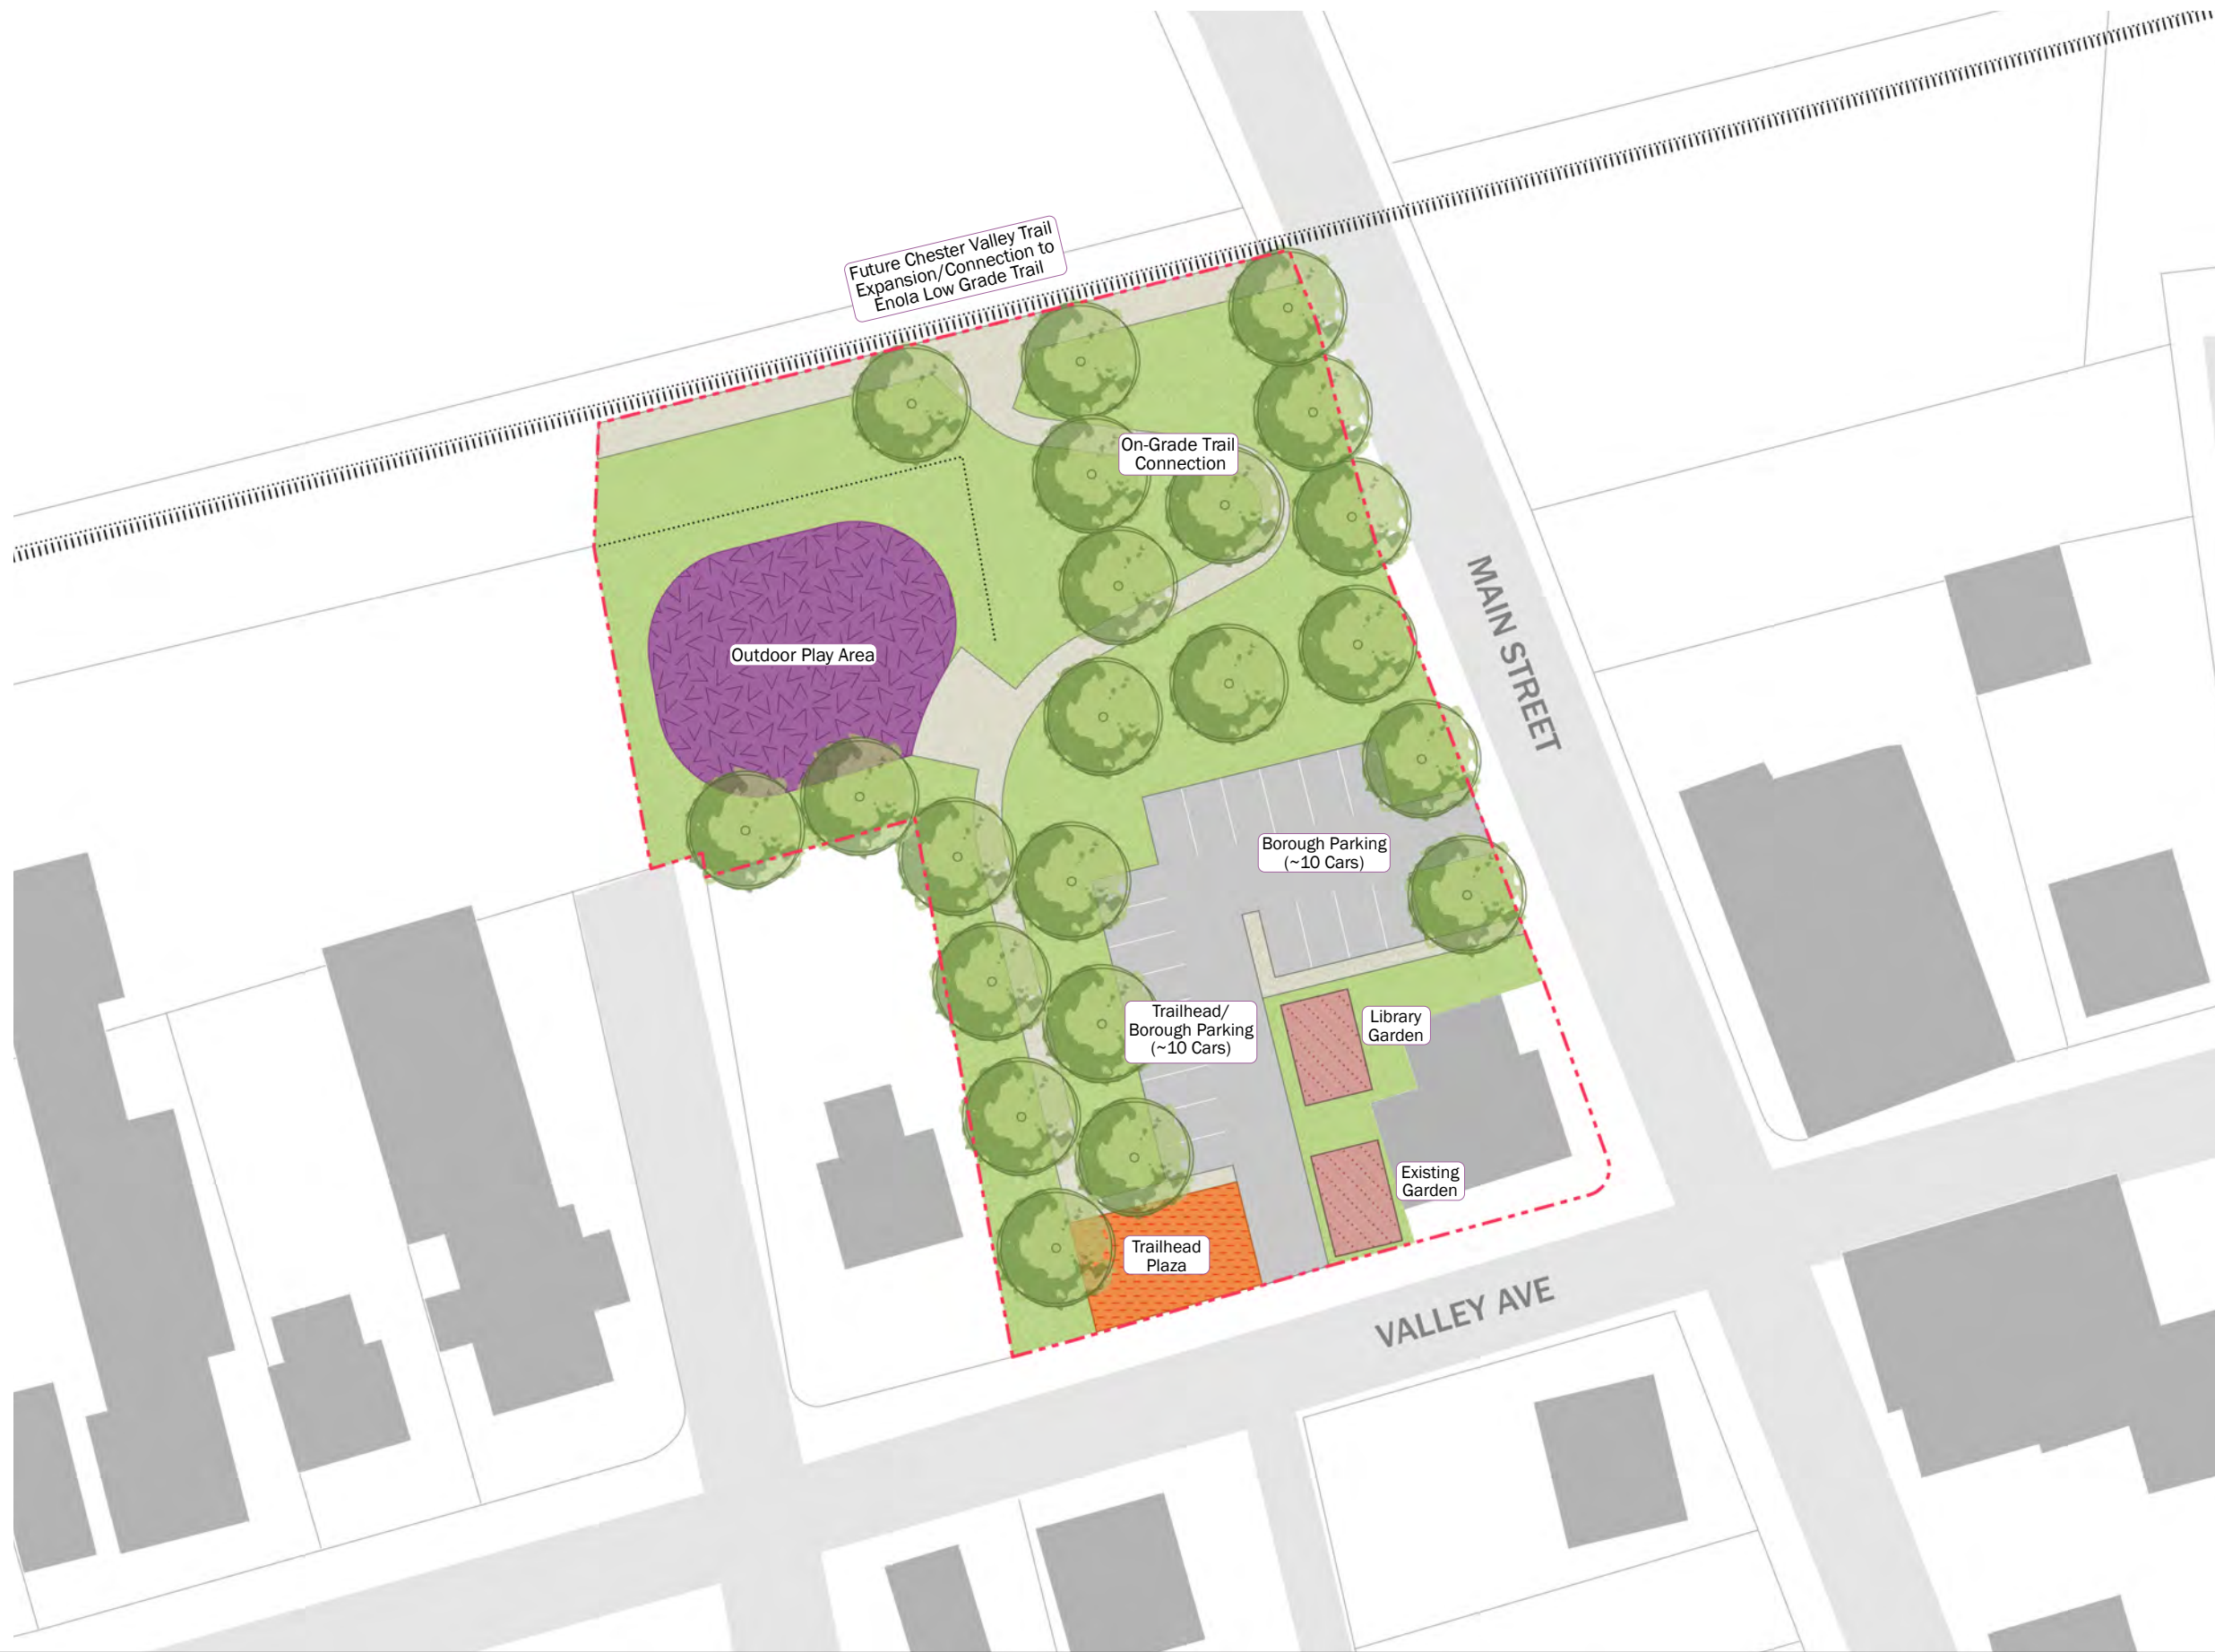 Future Chester Valley Trail
Expansion/Connection to
Enola Low Grade Trail
On-Grade Trail
Connection
MAIN STREET
Outdoor Play Area
Borough Parking
(~10 Cars)
Trailhead/
Borough Parking
(~10 Cars)
Library
Garden
Existing
Garden
Trailhead
Plaza
VALLEY AVE